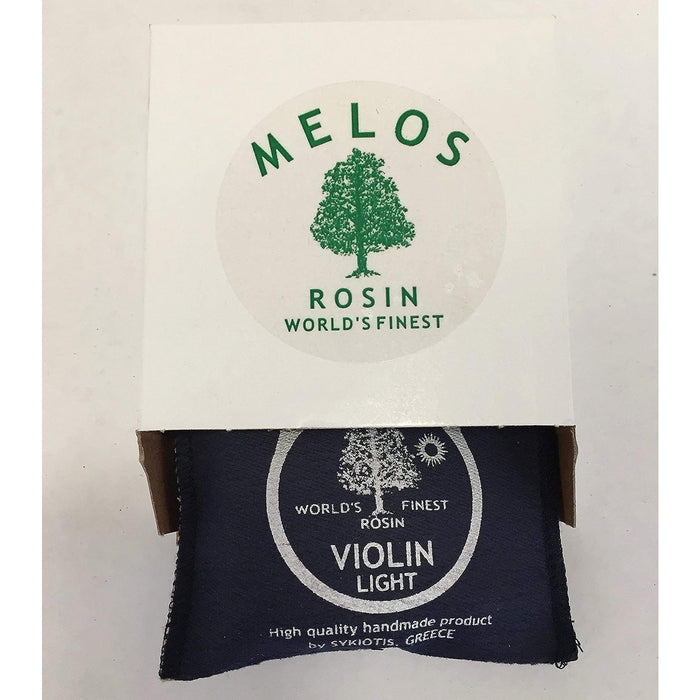 MELOS
ROSIN
WORLD'S FINEST
WORLD'S FINEST
ROSIN
VIOLIN
LIGHT
High quality handmade product
by SYKIOTIS, GREECE